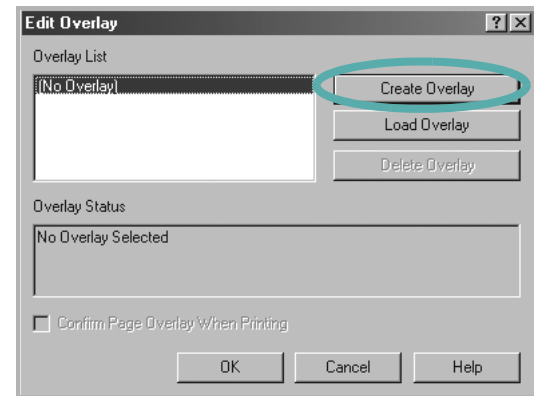 Edit Overlay
Overlay List
(No Overlay)
Create Overlay
Load Overlay
Delete Overlay
Overlay Status
No Overlay Selected
Confirm Page Overlay When Printing
OK Cancel Help